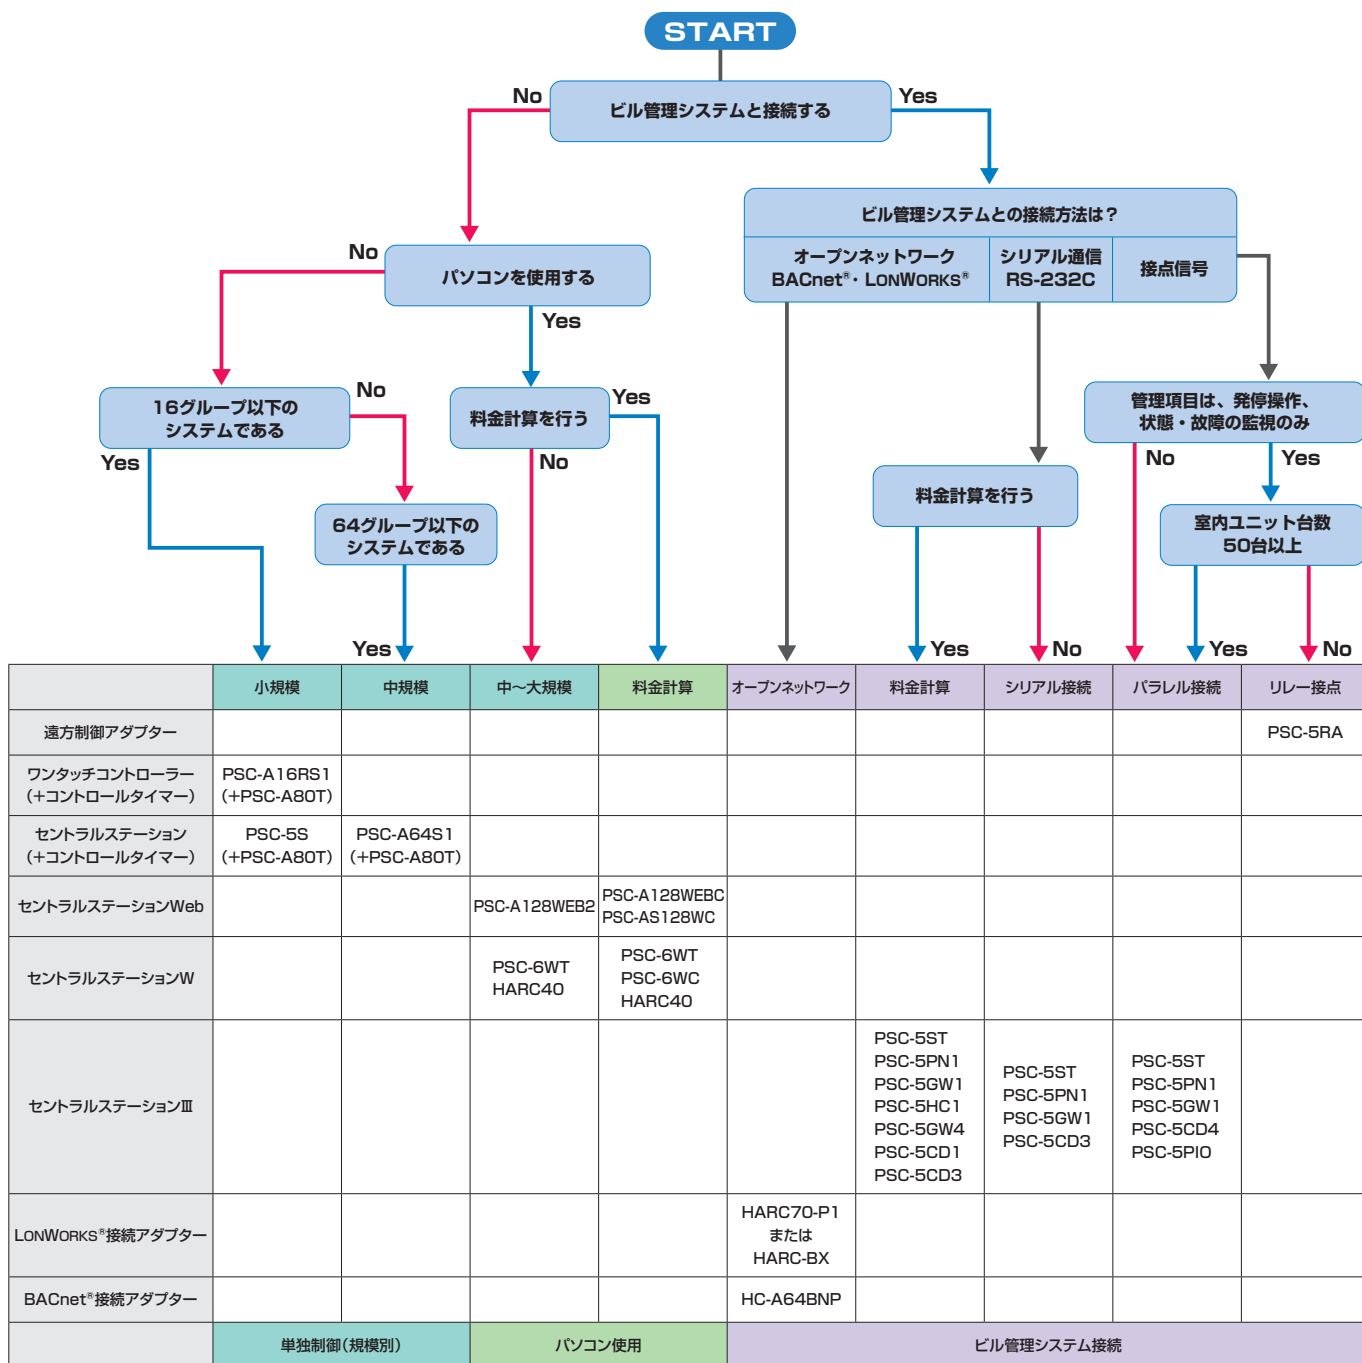 START
No
Yes
ビル管理システムと接続する
ビル管理システムとの接続方法は？
オープンネットワーク
BACnet®・LONWORKS®
シリアル通信
RS-232C
接点信号
No
パソコンを使用する
Yes
16グループ以下の
システムである
No
Yes
料金計算を行う
Yes
No
64グループ以下の
システムである
Yes
料金計算を行う
Yes
No
管理項目は、発停操作、
状態・故障の監視のみ
No
Yes
室内ユニット台数
50台以上
Yes
No
小規模
中規模
中～大規模
料金計算
オープンネットワーク
料金計算
シリアル接続
パラレル接続
リレー接点
遠方制御アダプター
PSC-5RA
ワンタッチコントローラー
（+コントロールタイマー）
PSC-A16RS1
(+PSC-A80T)
セントラルステーション
（+コントロールタイマー）
PSC-5S
(+PSC-A80T)
PSC-A64S1
(+PSC-A80T)
セントラルステーションWeb
PSC-A128WEB2
PSC-A128WEBC
PSC-AS128WC
セントラルステーションW
PSC-6WT
HARC40
PSC-6WT
PSC-6WC
HARC40
セントラルステーションⅢ
PSC-5ST
PSC-5PN1
PSC-5GW1
PSC-5HC1
PSC-5GW4
PSC-5CD1
PSC-5CD3
PSC-5ST
PSC-5PN1
PSC-5GW1
PSC-5CD3
PSC-5ST
PSC-5PN1
PSC-5GW1
PSC-5CD4
PSC-5PIO
LONWORKS®接続アダプター
HARC70-P1
または
HARC-BX
BACnet®接続アダプター
HC-A64BNP
単独制御（規模別）
パソコン使用
ビル管理システム接続